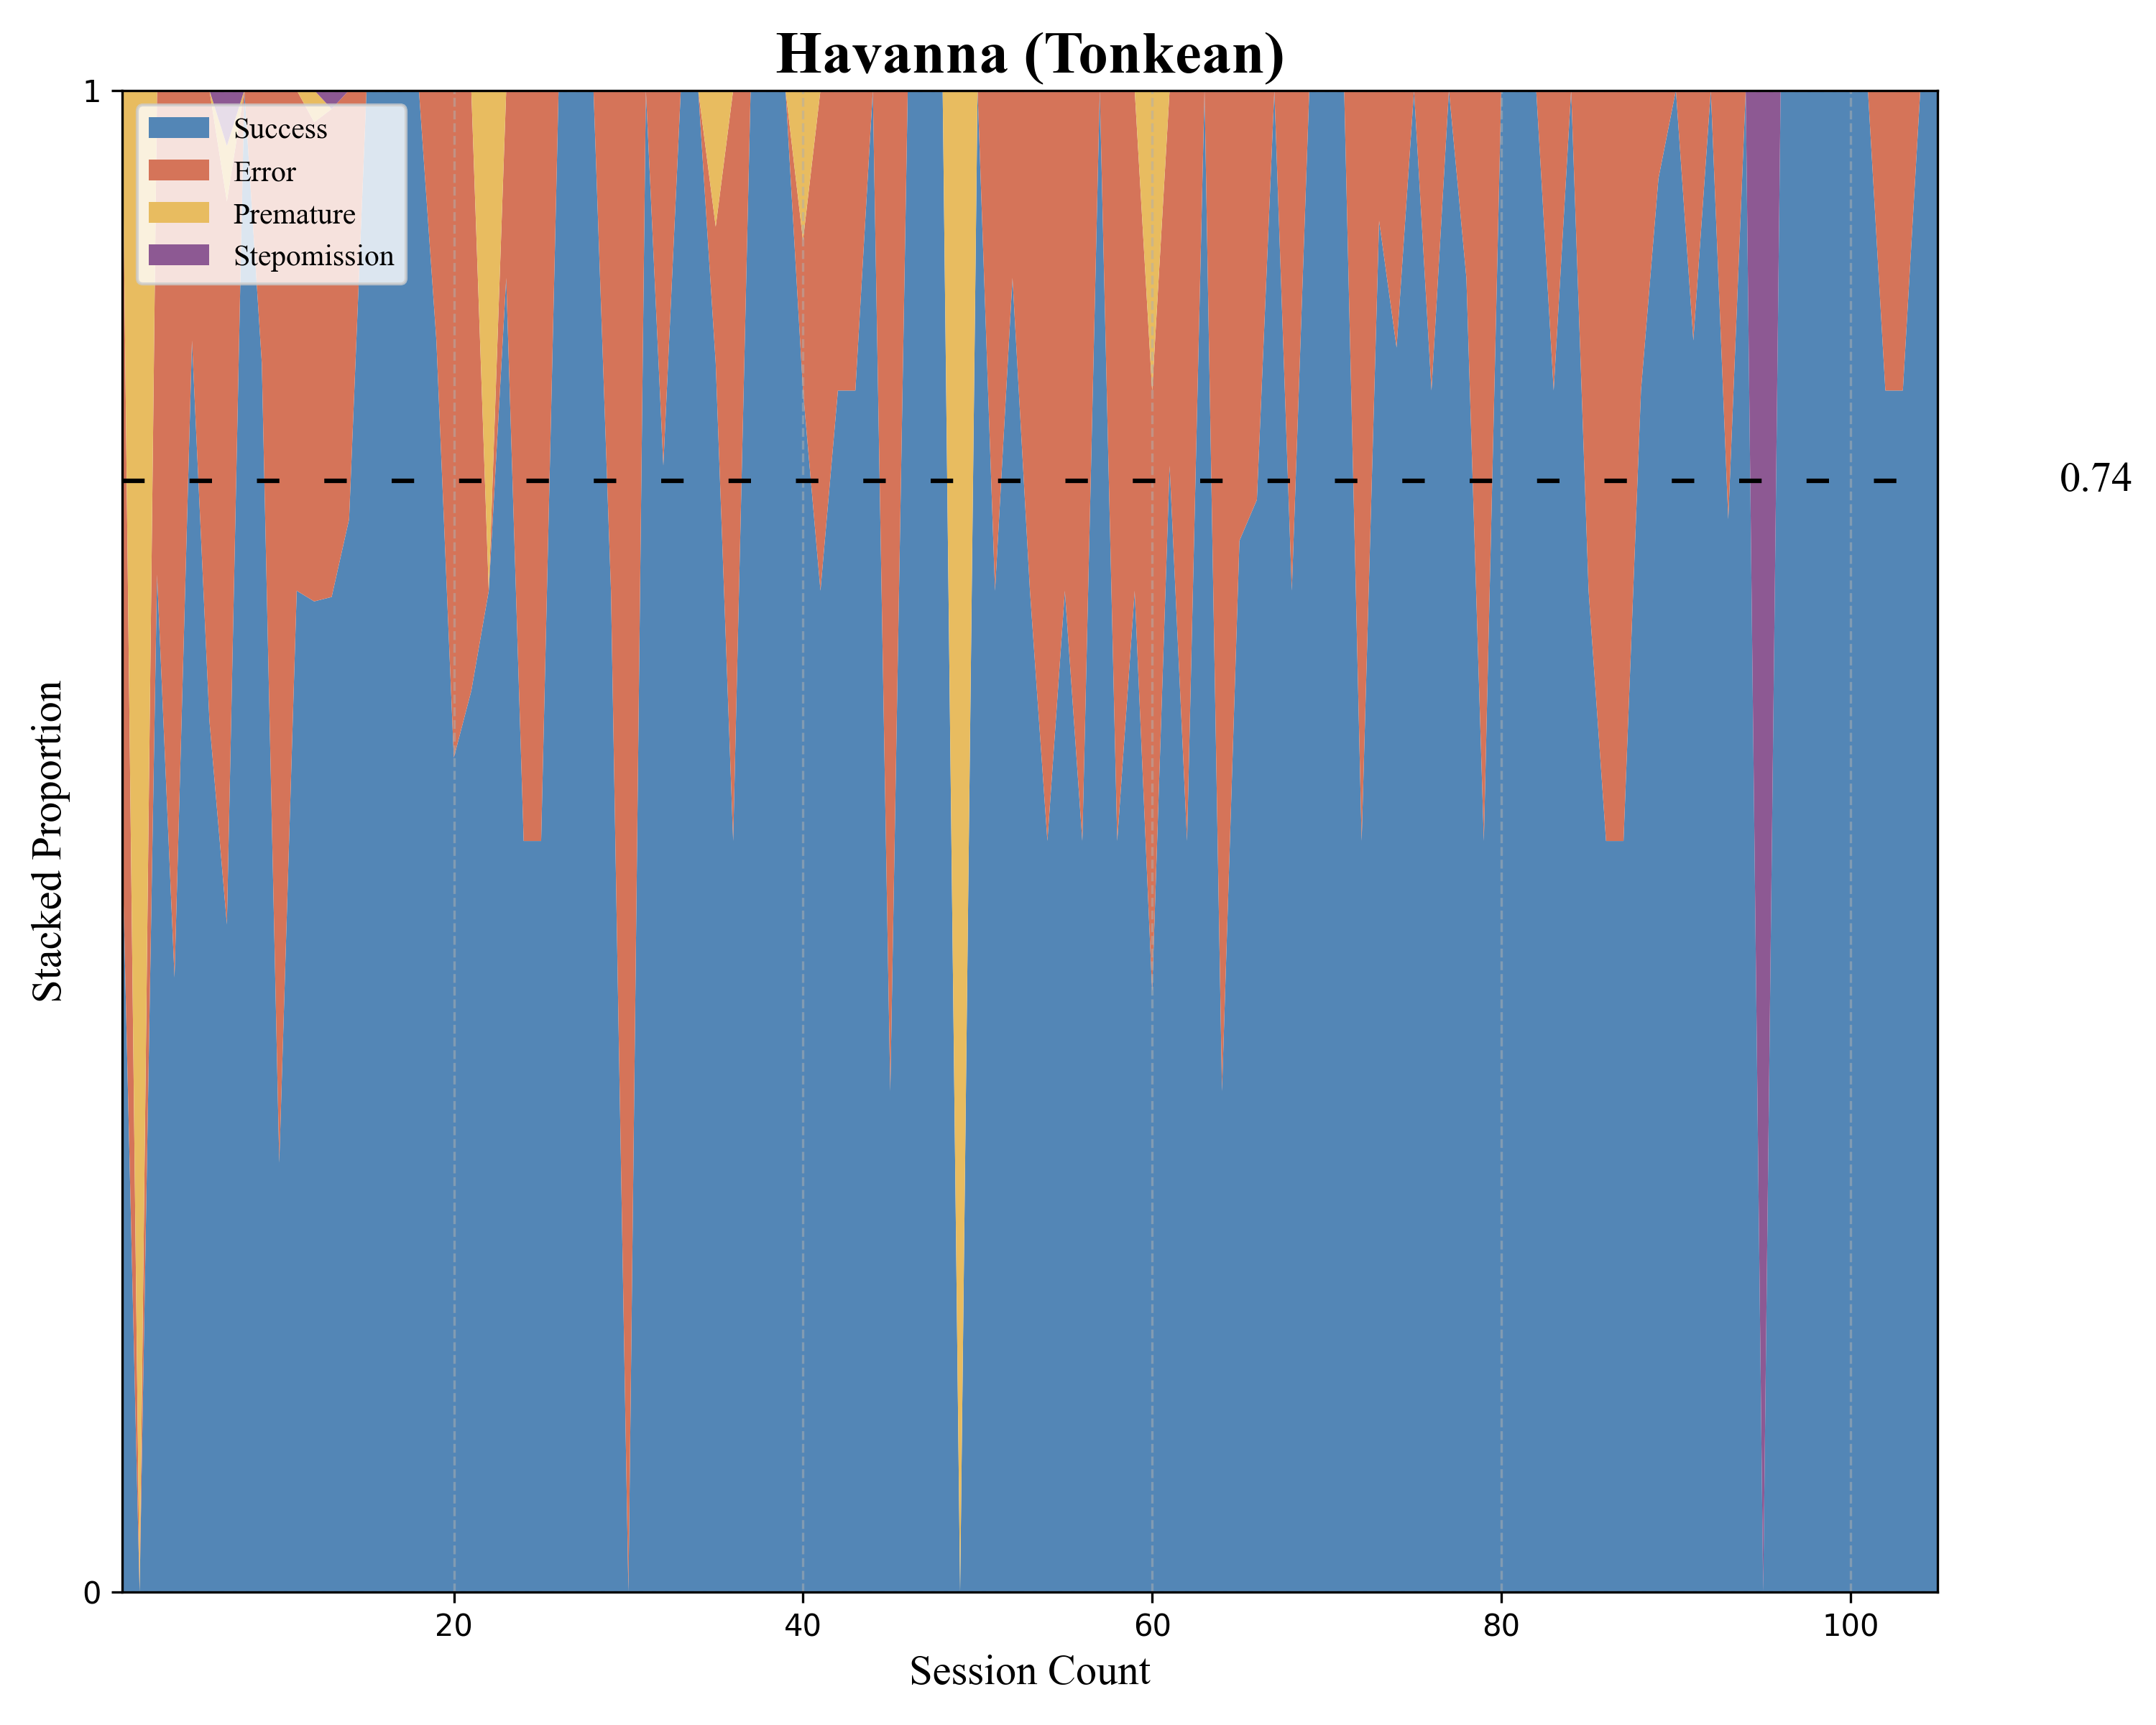 Havanna (Tonkean)
1
Success
Error
Premature
Stepomission
0.74
Stacked Proportion
0
20 40 60 80 100
Session Count